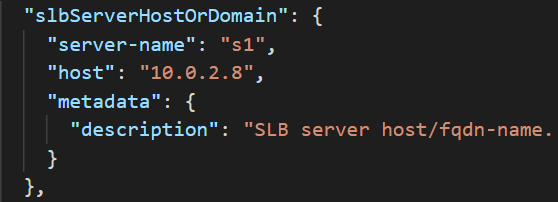 "slbServerHostOrDomain": {
"server-name": "s1",
"host": "10.0.2.8",
"metadata": {
"description": "SLB server host/fqdn-name.
}
},